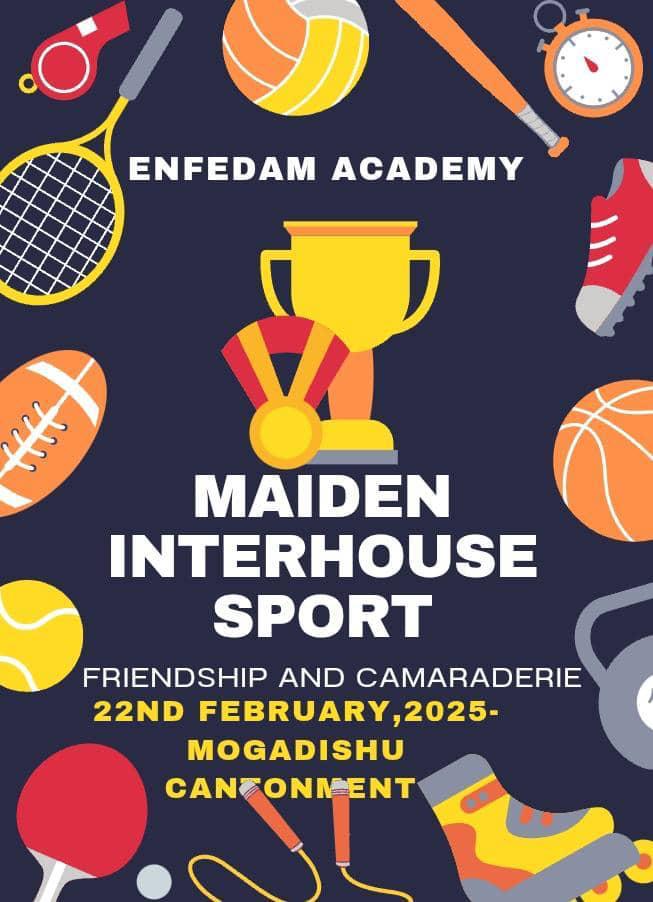 ENFEDAM ACADEMY
MAIDEN
INTERHOUSE
SPORT
FRIENDSHIP AND CAMARADERIE
22ND FEBRUARY,2025-
MOGADISHU
CANTONMENT